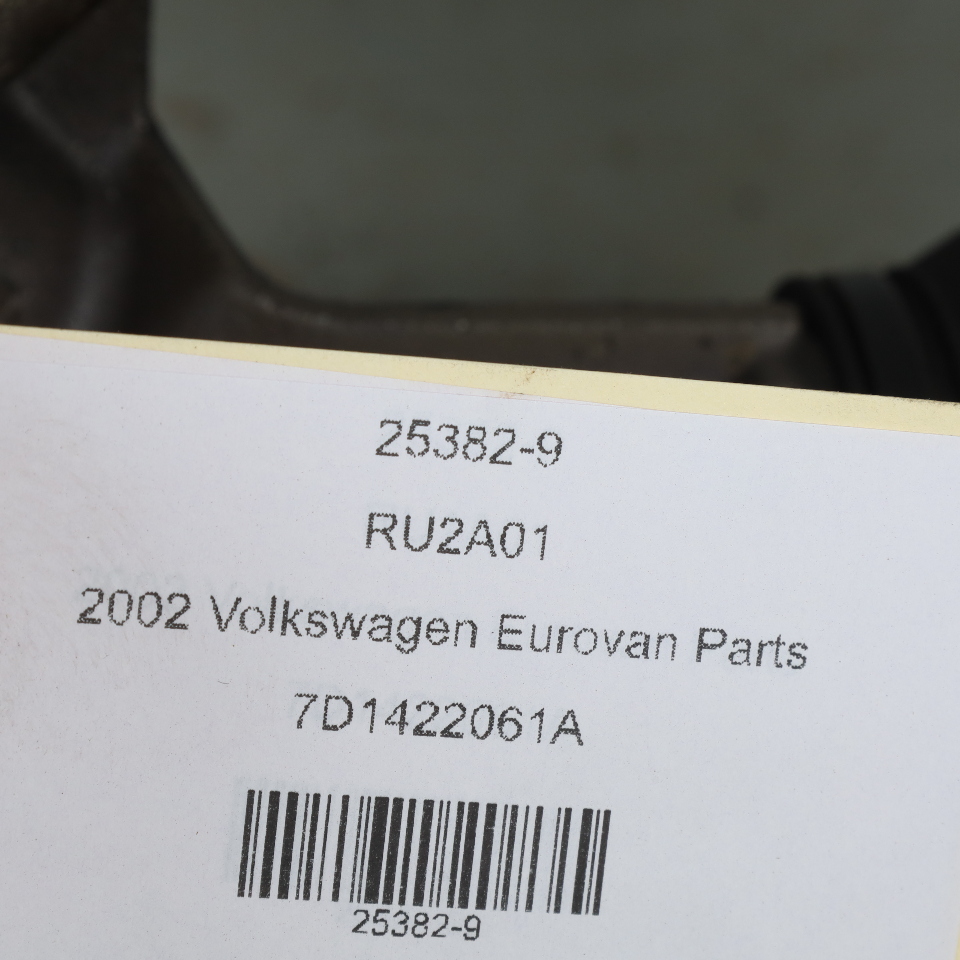 25382-9
RU2A01
2002 Volkswagen Eurovan Parts
7D1422061A
25382-9